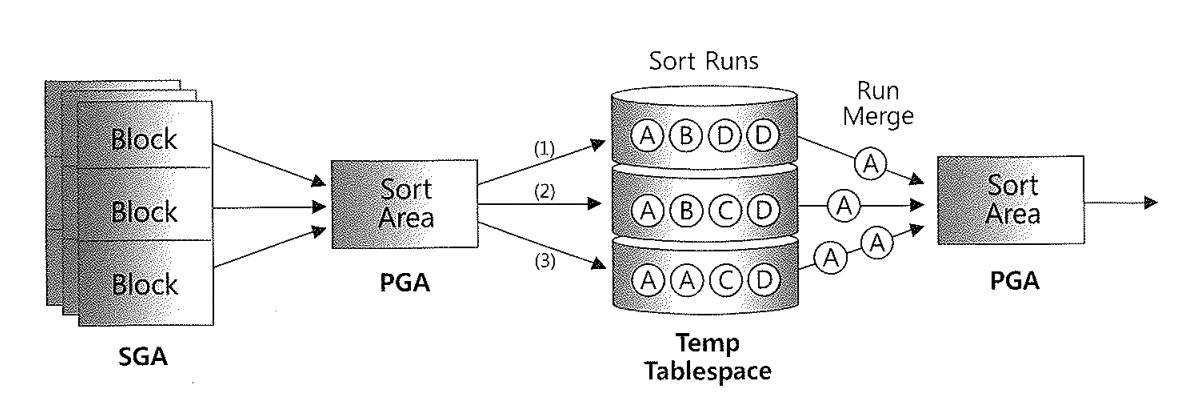 Sort Runs
Run
Merge
Block
Block
Block
SGA
Sort
Area
PGA
(1)
(2)
(3)
A B D D
A B C D
A A C D
Temp
Tablespace
A
A
A A
Sort
Area
PGA